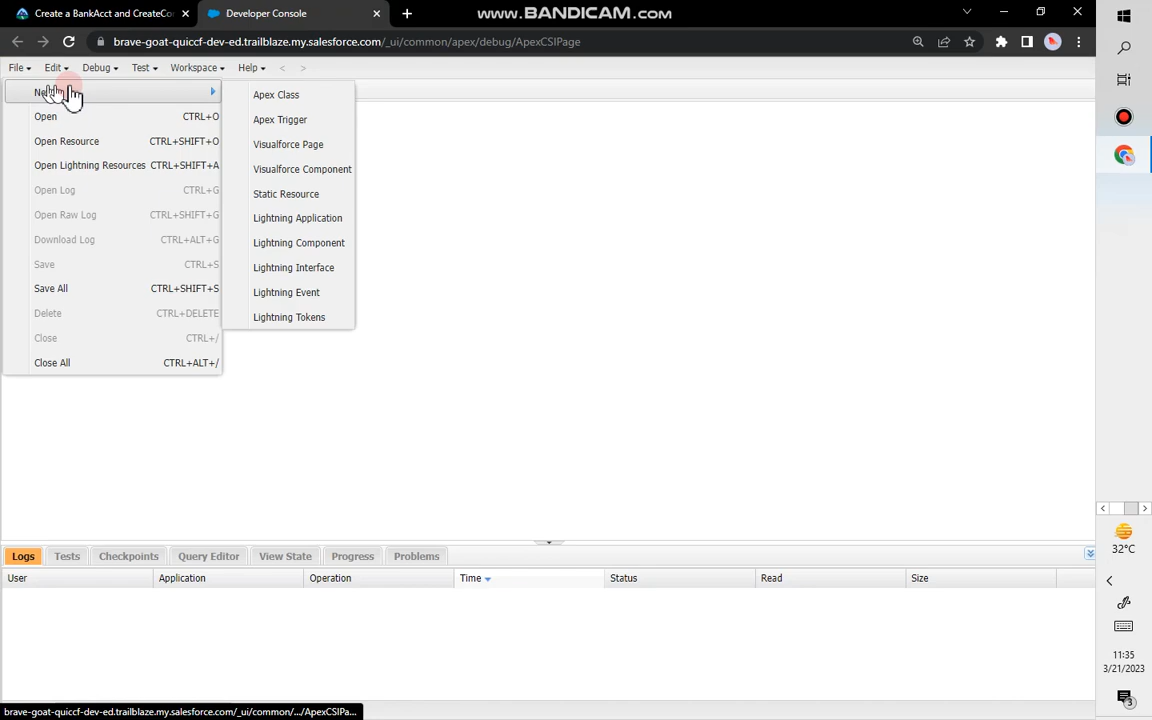 www.BANDICAM.com
Create a BankAcct and CreateCo
Developer Console
brave-goat-quiccf-dev-ed.trailblaze.my.salesforce.com/_ui/common/apex/debug/ApexCSIPage
File Edit Debug Test Workspace Help < >
Open CTRL+O
Open Resource CTRL+SHIFT+O
Open Lightning Resources CTRL+SHIFT+A
Open Log CTRL+G
Open Raw Log CTRL+SHIFT+G
Download Log CTRL+ALT+G
Save CTRL+S
Save All CTRL+SHIFT+S
Delete CTRL+DELETE
Close CTRL+/
Close All CTRL+ALT+/
Apex Class
Apex Trigger
Visualforce Page
Visualforce Component
Static Resource
Lightning Application
Lightning Component
Lightning Interface
Lightning Event
Lightning Tokens
Logs Tests Checkpoints Query Editor View State Progress Problems
User Application Operation Time Status Read Size
brave-goat-quiccf-dev-ed.trailblaze.my.salesforce.com/_ui/common/.../ApexCSIPa...
32°C
11:35
3/21/2023
3